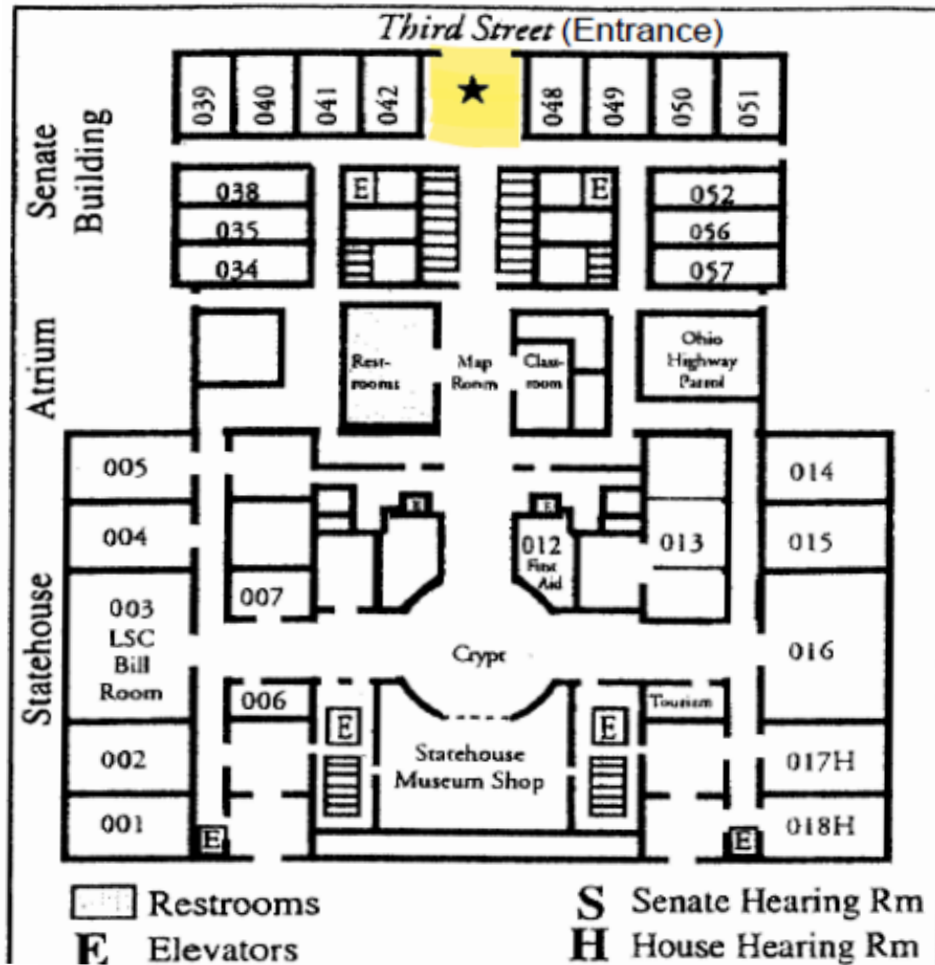 Third Street (Entrance)
039
040
041
042
048
049
050
051
Senate
Building
038
E
E
052
035
056
034
057
Atrium
Rest-
rooms
Map
Room
Class-
room
Ohio
Highway
Patrol
005
014
E
E
004
012
First
Aid
013
015
Statehouse
003
LSC
Bill
Room
007
Crypt
016
006
Tourism
E
E
Statehouse
Museum Shop
002
017H
001
018H
E
E
Restrooms
S Senate Hearing Rm
E Elevators
H House Hearing Rm